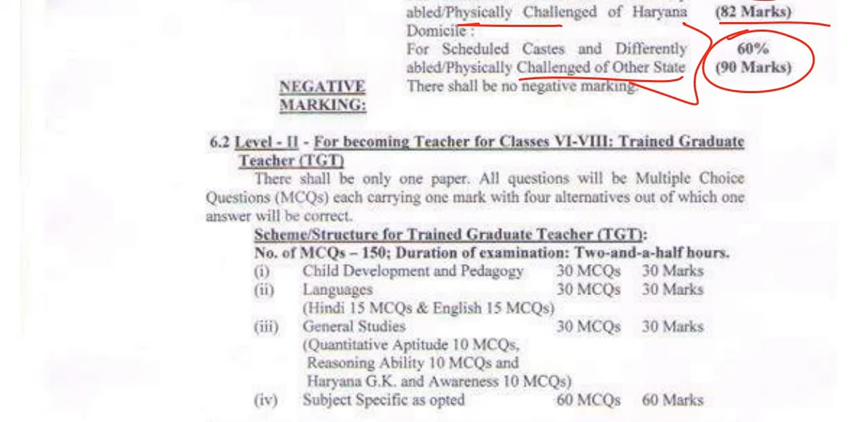 abled/Physically Challenged of Haryana (82 Marks)
Domicile :
For Scheduled Castes and Differently 60%
abled/Physically Challenged of Other State (90 Marks)
NEGATIVE There shall be no negative marking.
MARKING:
6.2 Level - II - For becoming Teacher for Classes VI-VIII: Trained Graduate
Teacher (TGT)
There shall be only one paper. All questions will be Multiple Choice
Questions (MCQs) each carrying one mark with four alternatives out of which one
answer will be correct.
Scheme/Structure for Trained Graduate Teacher (TGT):
No. of MCQs – 150; Duration of examination: Two-and-a-half hours.
(i) Child Development and Pedagogy 30 MCQs 30 Marks
(ii) Languages 30 MCQs 30 Marks
(Hindi 15 MCQs & English 15 MCQs)
(iii) General Studies 30 MCQs 30 Marks
(Quantitative Aptitude 10 MCQs,
Reasoning Ability 10 MCQs and
Haryana G.K. and Awareness 10 MCQs)
(iv) Subject Specific as opted 60 MCQs 60 Marks